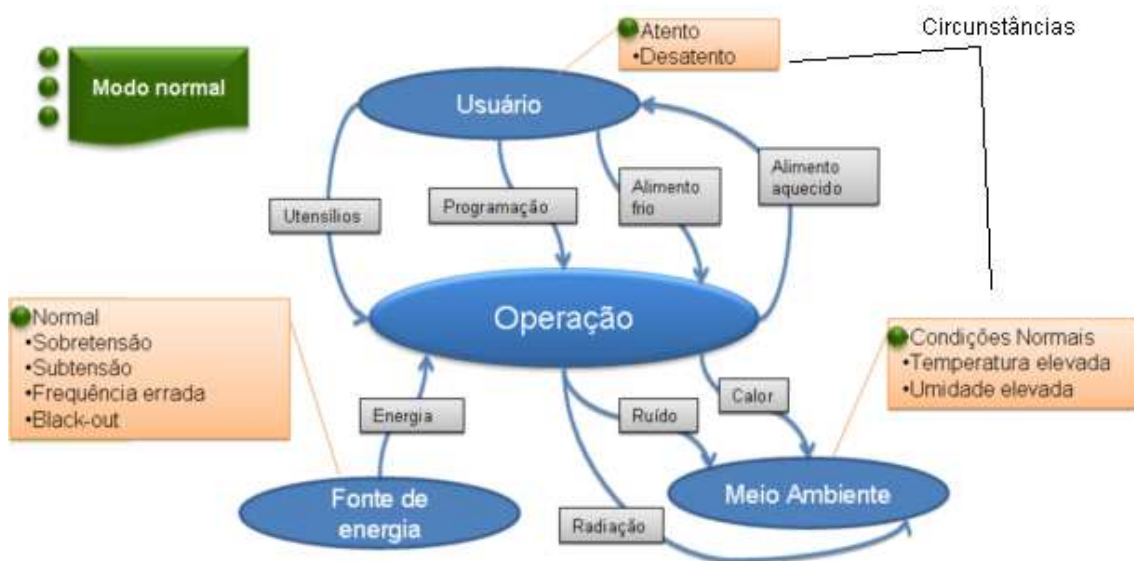 Circunstâncias
Atento
•Desatento
Modo normal
Usuário
Utensílios
Programação
Alimento
frio
Alimento
aquecido
Operação
Normal
•Sobretensão
•Subtensão
•Frequência errada
•Black-out
Condições Normais
•Temperatura elevada
•Umidade elevada
Energia
Ruído
Calor
Fonte de
energia
Meio Ambiente
Radiação